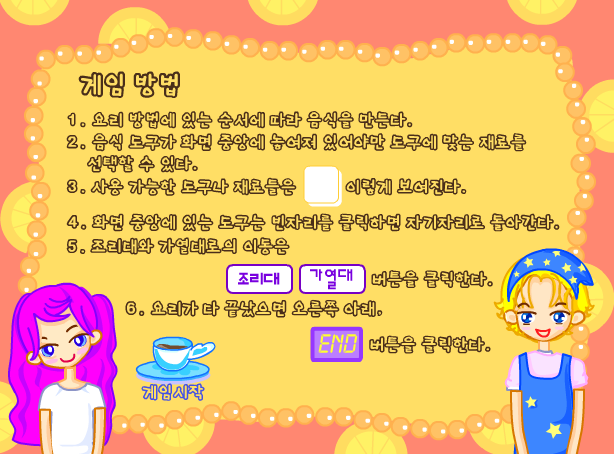 게임 방법
1. 요리 방법에 있는 순서에 따라 음식을 만든다.
2. 음식 도구가 화면 중앙에 놓여져 있어야만 도구에 맞는 재료를
선택할 수 있다.
3. 사용 가능한 도구나 재료들은 이렇게 보여진다.
4. 화면 중앙에 있는 도구는 빈자리를 클릭하면 자기자리로 돌아간다.
5. 조리대와 가열대로의 이동은
조리대 가열대 버튼을 클릭한다.
6. 요리가 다 끝났으면 오른쪽 아래.
END 버튼을 클릭한다.
게임시작